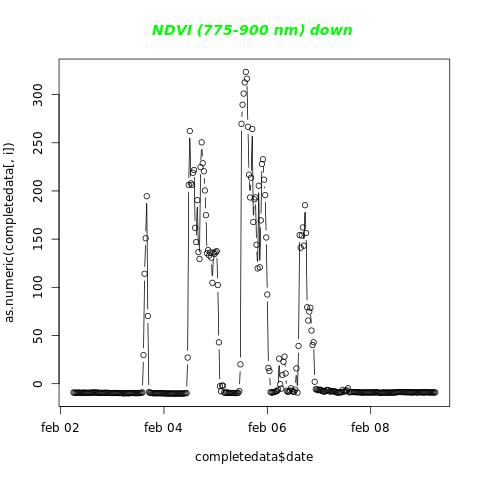 NDVI (775-900 nm) down
as.numeric(completedata[, i])
300
250
200
150
100
50
0
feb 02 feb 04 feb 06 feb 08
completedata$date